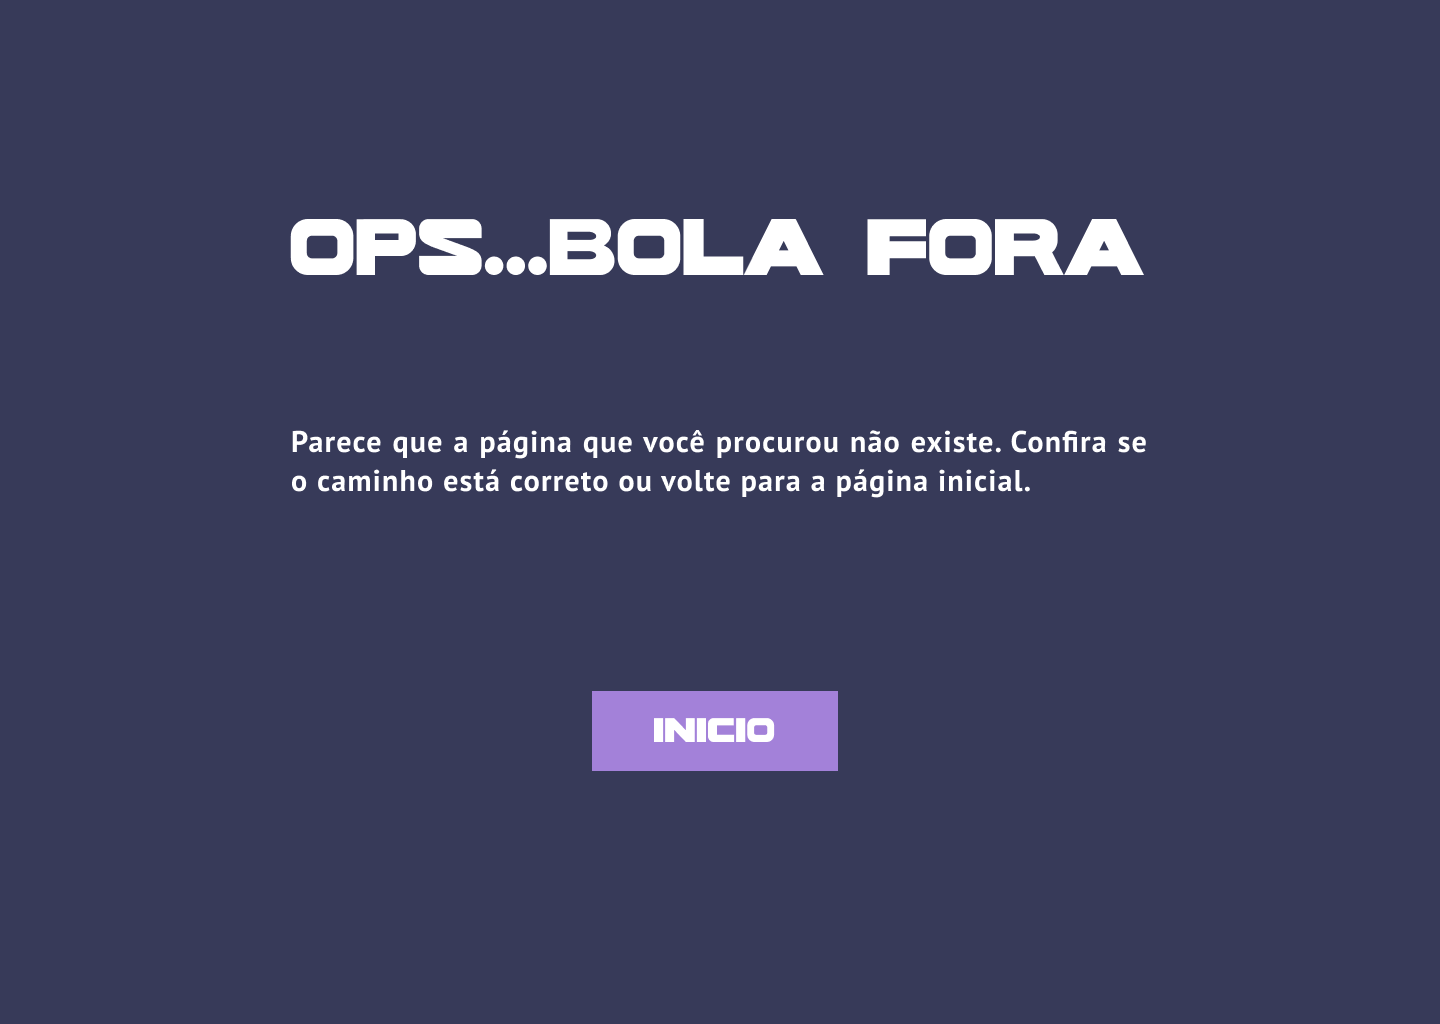 OPS...BOLA FORA
Parece que a página que você procurou não existe. Confira se
o caminho está correto ou volte para a página inicial.
INICIO